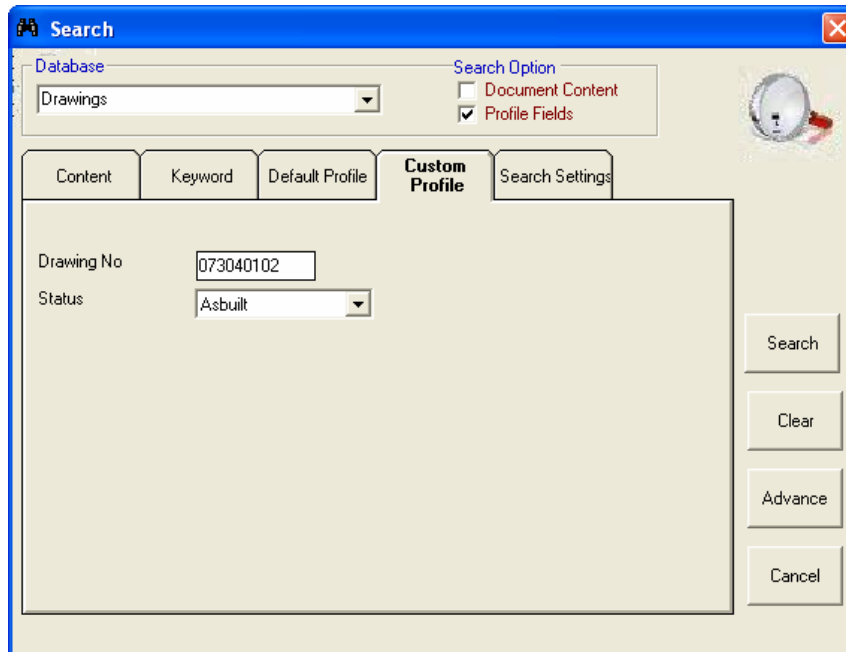 Search
Database
Search Option
Drawings
Document Content
Profile Fields
Content
Keyword
Default Profile
Custom
Profile
Search Settings
Drawing No
073040102
Status
Asbuilt
Search
Clear
Advance
Cancel